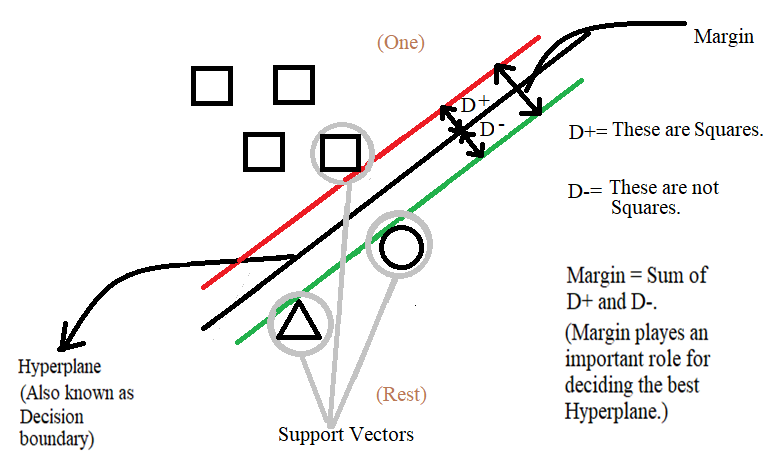 (One)
Margin
D+
D-
D+= These are Squares.
D-= These are not
Squares.
Margin = Sum of
D+ and D-.
(Margin playes an
important role for
deciding the best
Hyperplane.)
Hyperplane
(Also known as
Decision
boundary)
(Rest)
Support Vectors